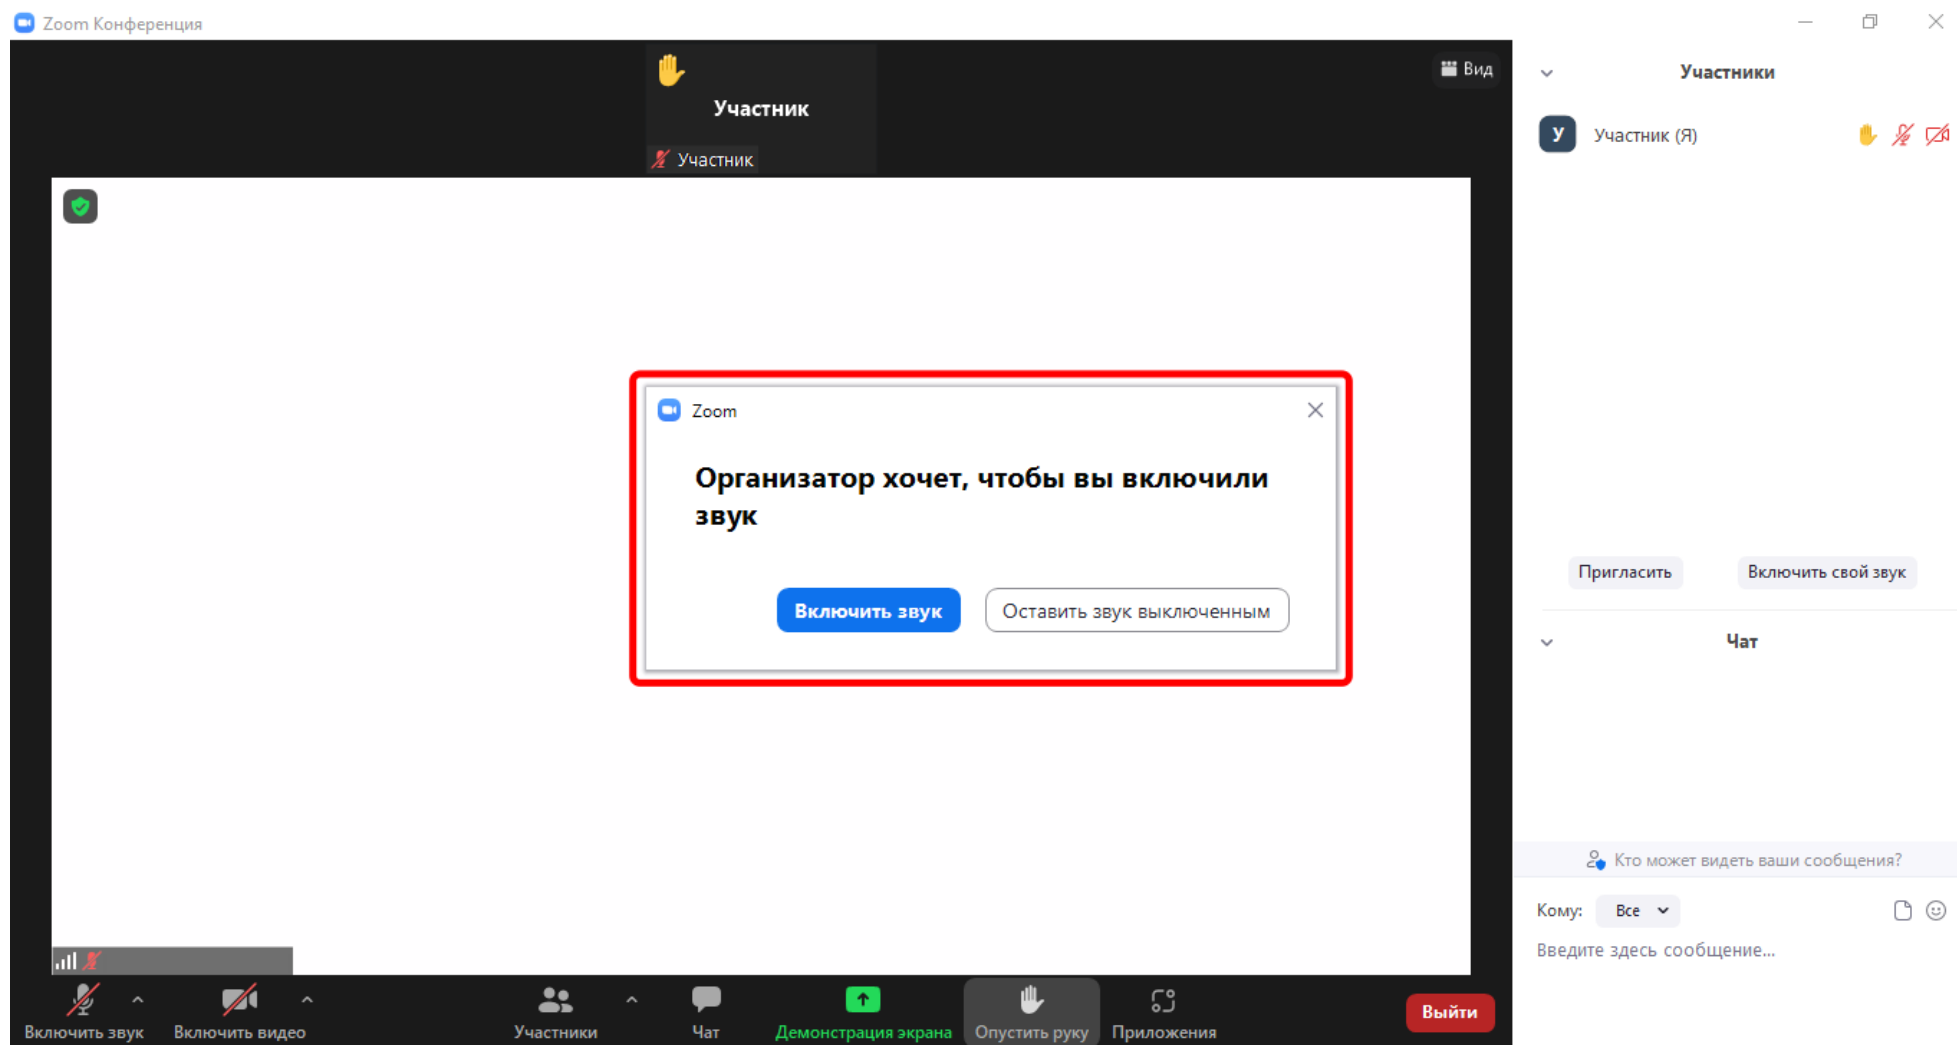 Zoom Конференция
Участник
Участник
Вид
Zoom
Организатор хочет, чтобы вы включили
звук
Включить звук
Оставить звук выключенным
Включить звук
Включить видео
Участники
Чат
Демонстрация экрана
Опустить руку
Приложения
Выйти
Участники
У
Участник (Я)
Пригласить
Включить свой звук
Чат
Кто может видеть ваши сообщения?
Кому:
Все
Введите здесь сообщение...